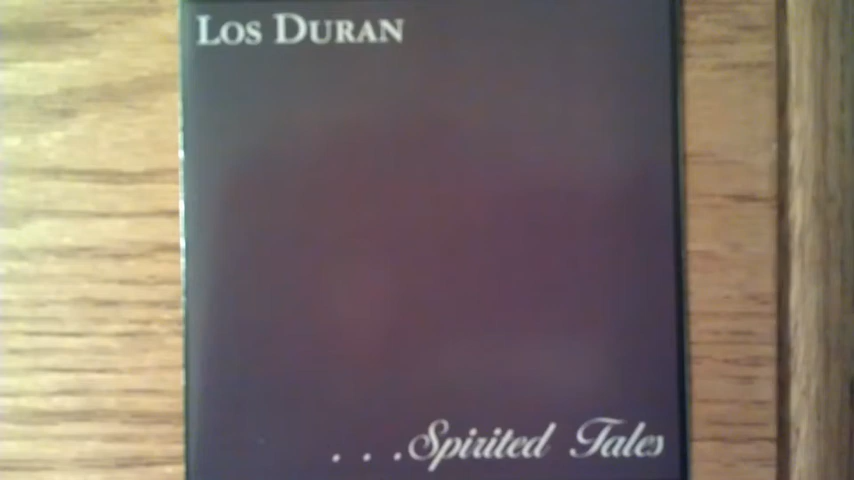 LOS DURAN
. . .Spirited Tales